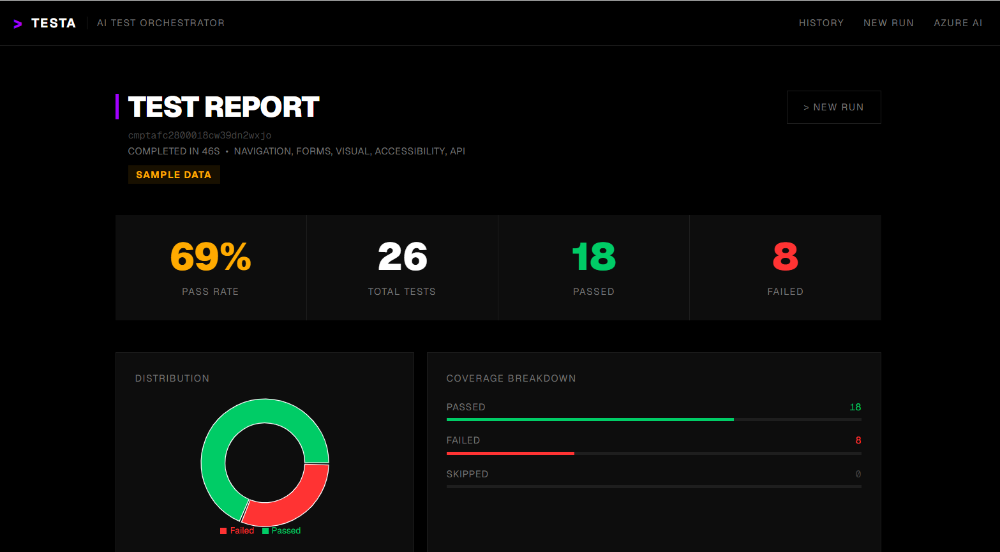 > TESTA AI TEST ORCHESTRATOR HISTORY NEW RUN AZURE AI
TEST REPORT
> NEW RUN
cmptafc2800018cw39dn2wxjo
COMPLETED IN 46S • NAVIGATION, FORMS, VISUAL, ACCESSIBILITY, API
SAMPLE DATA
69% 26 18 8
PASS RATE TOTAL TESTS PASSED FAILED
DISTRIBUTION
Failed Passed
COVERAGE BREAKDOWN
PASSED 18
FAILED 8
SKIPPED 0